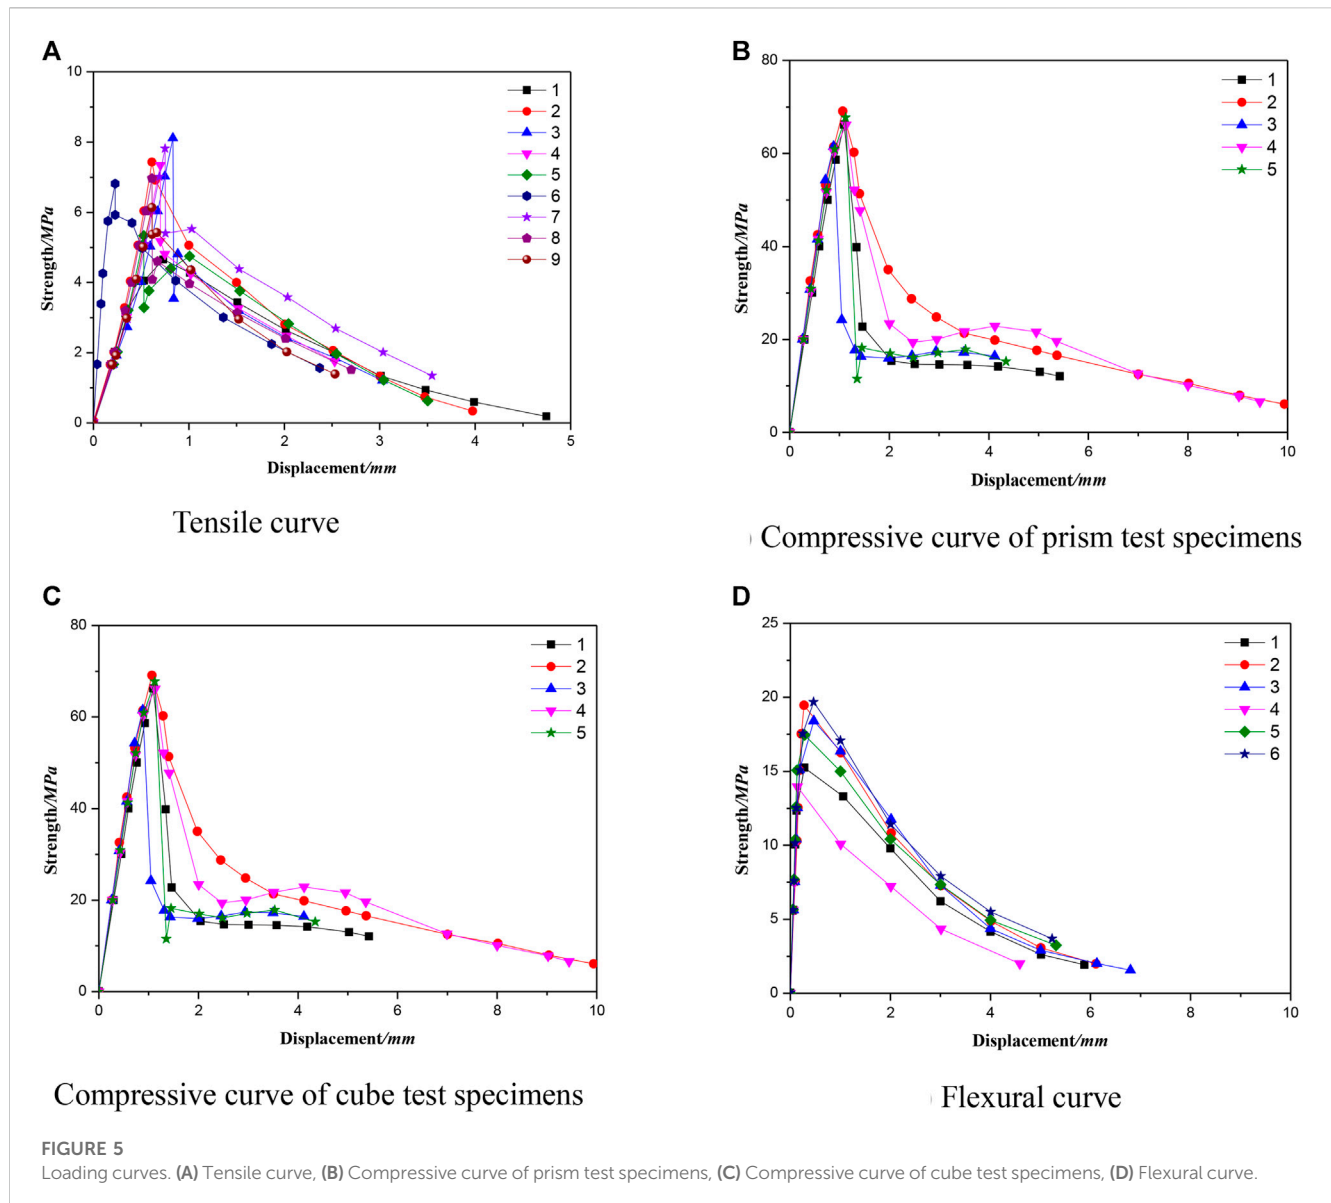 A
10
8
6
4
2
0
Strength/MPa
0 1 2 3 4 5
Displacement/mm
1
2
3
4
5
6
7
8
9
Tensile curve
B
80
60
40
20
0
Strength/MPa
0 2 4 6 8 10
Displacement/mm
1
2
3
4
5
) Compressive curve of prism test specimens
C
80
60
40
20
0
Strength/MPa
0 2 4 6 8 10
Displacement/mm
1
2
3
4
5
Compressive curve of cube test specimens
D
25
20
15
10
5
0
Strength/MPa
0 2 4 6 8 10
Displacement/mm
1
2
3
4
5
6
) Flexural curve
FIGURE 5
Loading curves. (A) Tensile curve, (B) Compressive curve of prism test specimens, (C) Compressive curve of cube test specimens, (D) Flexural curve.